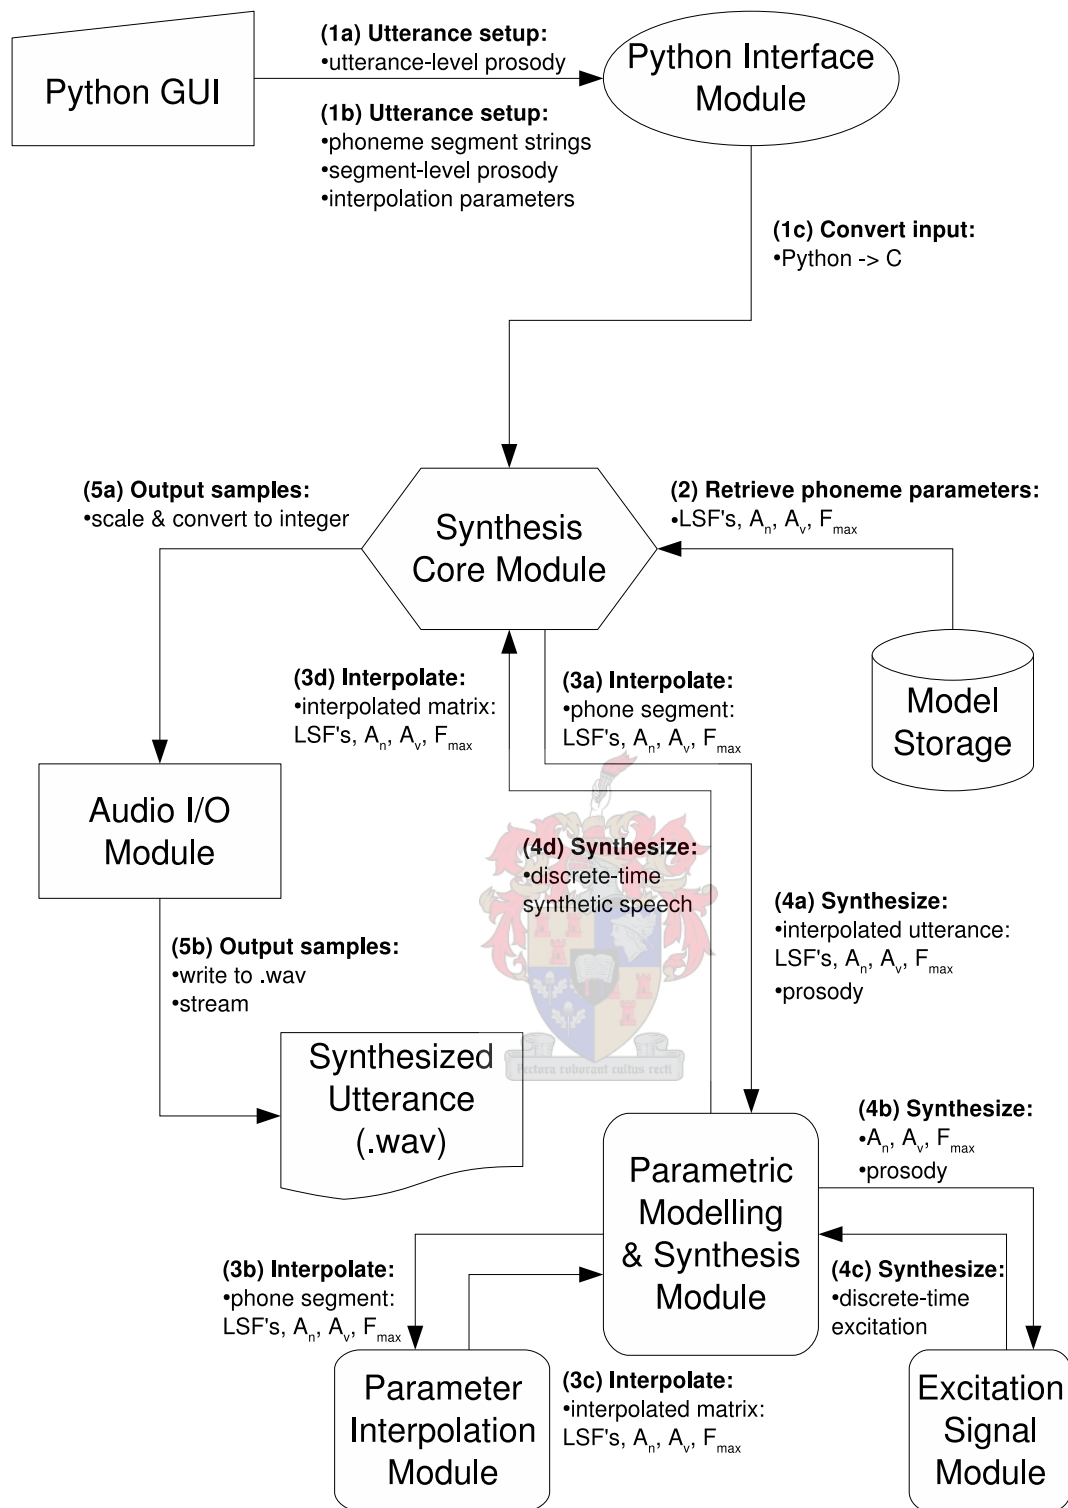 Python GUI
(1a) Utterance setup:
•utterance-level prosody
(1b) Utterance setup:
•phoneme segment strings
•segment-level prosody
•interpolation parameters
Python Interface
Module
(1c) Convert input:
•Python -> C
(5a) Output samples:
•scale & convert to integer
Synthesis
Core Module
(2) Retrieve phoneme parameters:
•LSF's, An, Av, Fmax
Model
Storage
(3d) Interpolate:
•interpolated matrix:
LSF's, An, Av, Fmax
(3a) Interpolate:
•phone segment:
LSF's, An, Av, Fmax
Audio I/O
Module
(4d) Synthesize:
•discrete-time
synthetic speech
(4a) Synthesize:
•interpolated utterance:
LSF's, An, Av, Fmax
•prosody
(5b) Output samples:
•write to .wav
•stream
Synthesized
Utterance
(.wav)
Pectora roborant cultus recti
Parametric
Modelling
& Synthesis
Module
(4b) Synthesize:
•An, Av, Fmax
•prosody
(3b) Interpolate:
•phone segment:
LSF's, An, Av, Fmax
(4c) Synthesize:
•discrete-time
excitation
Parameter
Interpolation
Module
(3c) Interpolate:
•interpolated matrix:
LSF's, An, Av, Fmax
Excitation
Signal
Module